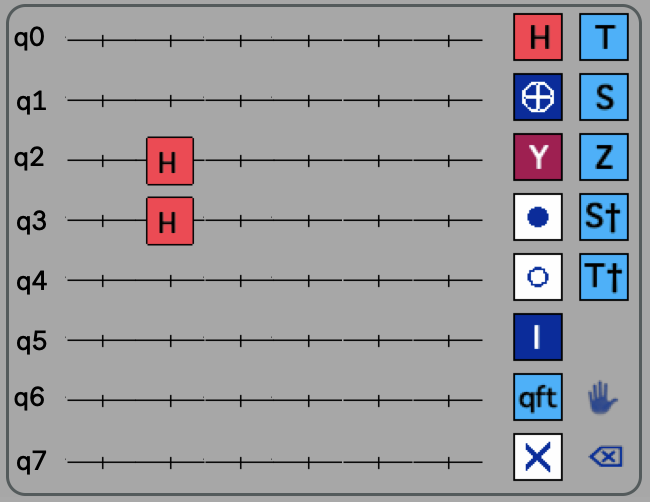 q0 H T
q1 S
q2 H Y Z
q3 H S†
q4 T†
q5 I
q6 qft
q7